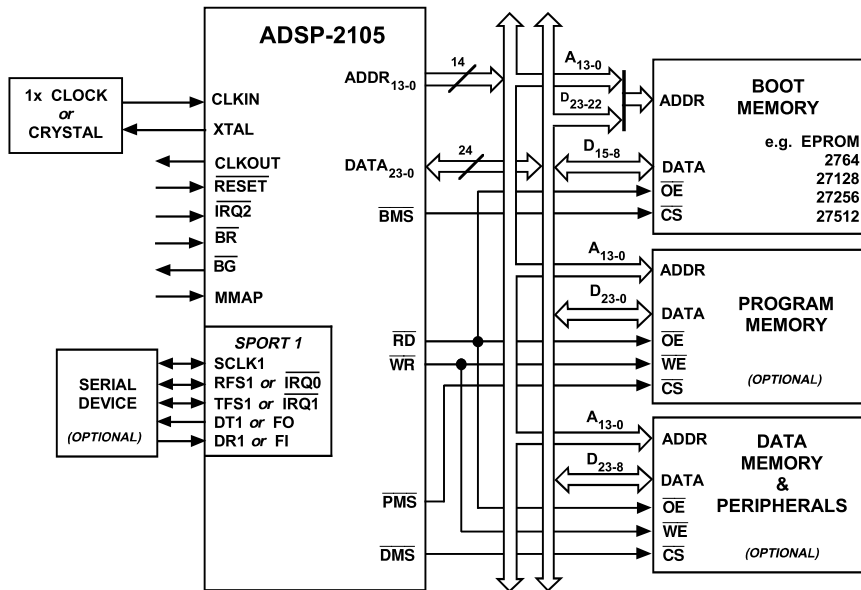 ADSP-2105
1x CLOCK
or
CRYSTAL
CLKIN
XTAL
CLKOUT
RESET
IRQ2
BR
BG
MMAP
SPORT 1
SCLK1
RFS1 or IRQ0
TFS1 or IRQ1
DT1 or FO
DR1 or FI
SERIAL
DEVICE
(OPTIONAL)
ADDR13-0
DATA23-0
BMS
RD
WR
PMS
DMS
14
24
A13-0
D23-22
D15-8
ADDR
DATA
OE
CS
BOOT
MEMORY
e.g. EPROM
2764
27128
27256
27512
A13-0
D23-0
ADDR
DATA
OE
WE
CS
PROGRAM
MEMORY
(OPTIONAL)
A13-0
D23-8
ADDR
DATA
OE
WE
CS
DATA
MEMORY
&
PERIPHERALS
(OPTIONAL)